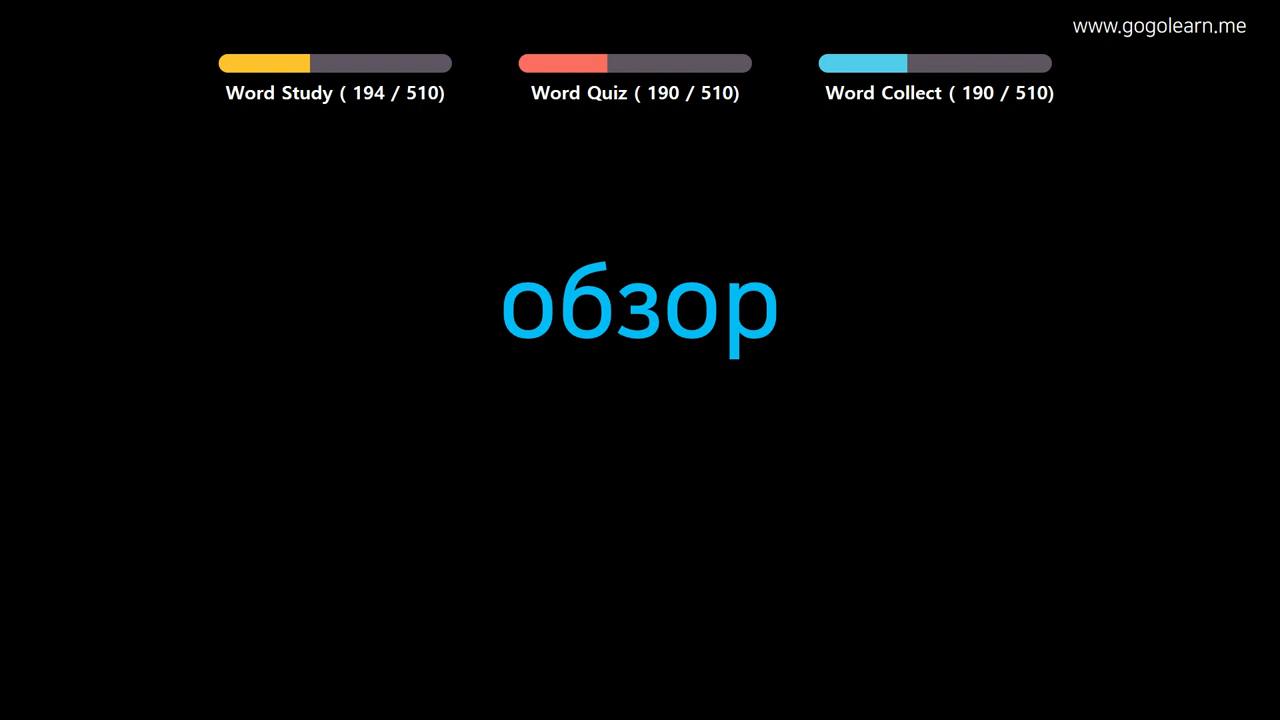 www.gogolearn.me
Word Study ( 194 / 510)
Word Quiz ( 190 / 510)
Word Collect ( 190 / 510)
обзор